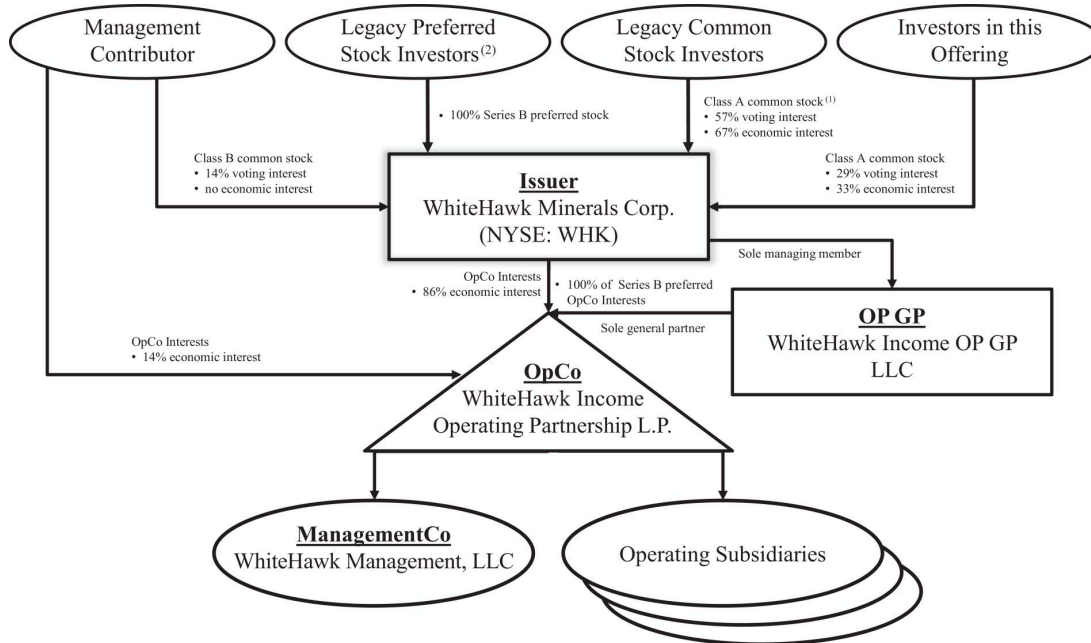 Management
Contributor
Legacy Preferred
Stock Investors(2)
Legacy Common
Stock Investors
Investors in this
Offering
• 100% Series B preferred stock
Class A common stock(1)
• 57% voting interest
• 67% economic interest
Class B common stock
• 14% voting interest
• no economic interest
Class A common stock
• 29% voting interest
• 33% economic interest
Issuer
WhiteHawk Minerals Corp.
(NYSE: WHK)
Sole managing member
OpCo Interests
• 86% economic interest
• 100% of Series B preferred
OpCo Interests
Sole general partner
OP GP
WhiteHawk Income OP GP
LLC
OpCo Interests
• 14% economic interest
OpCo
WhiteHawk Income
Operating Partnership L.P.
ManagementCo
WhiteHawk Management, LLC
Operating Subsidiaries